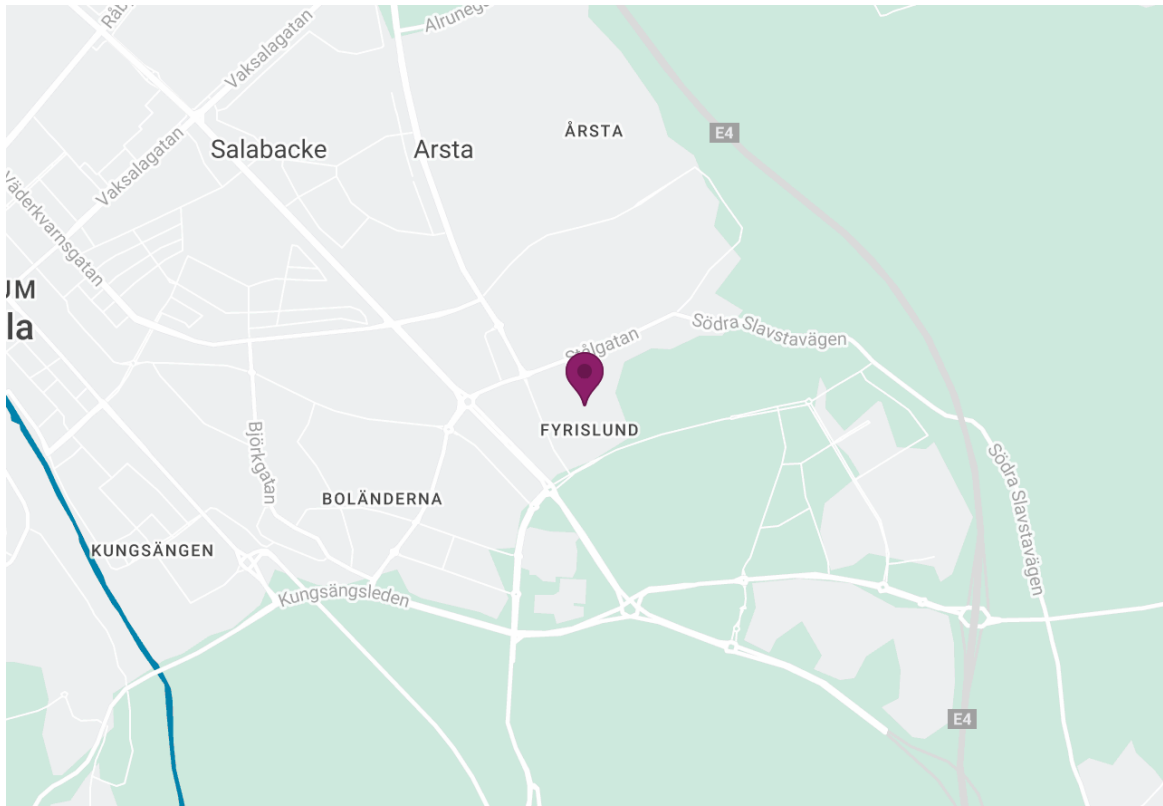 Alruneg
Vaksalagatan
ÅRSTA
E4
Salabacke
Arsta
Vaksalagatan
Väderkvarnsgatan
UM
la
Södra Slavstavägen
Stålgatan
FYRISLUND
Björkgatan
BOLÄNDERNA
Södra Slavstavägen
KUNGSÄNGEN
Kungsängsleden
E4